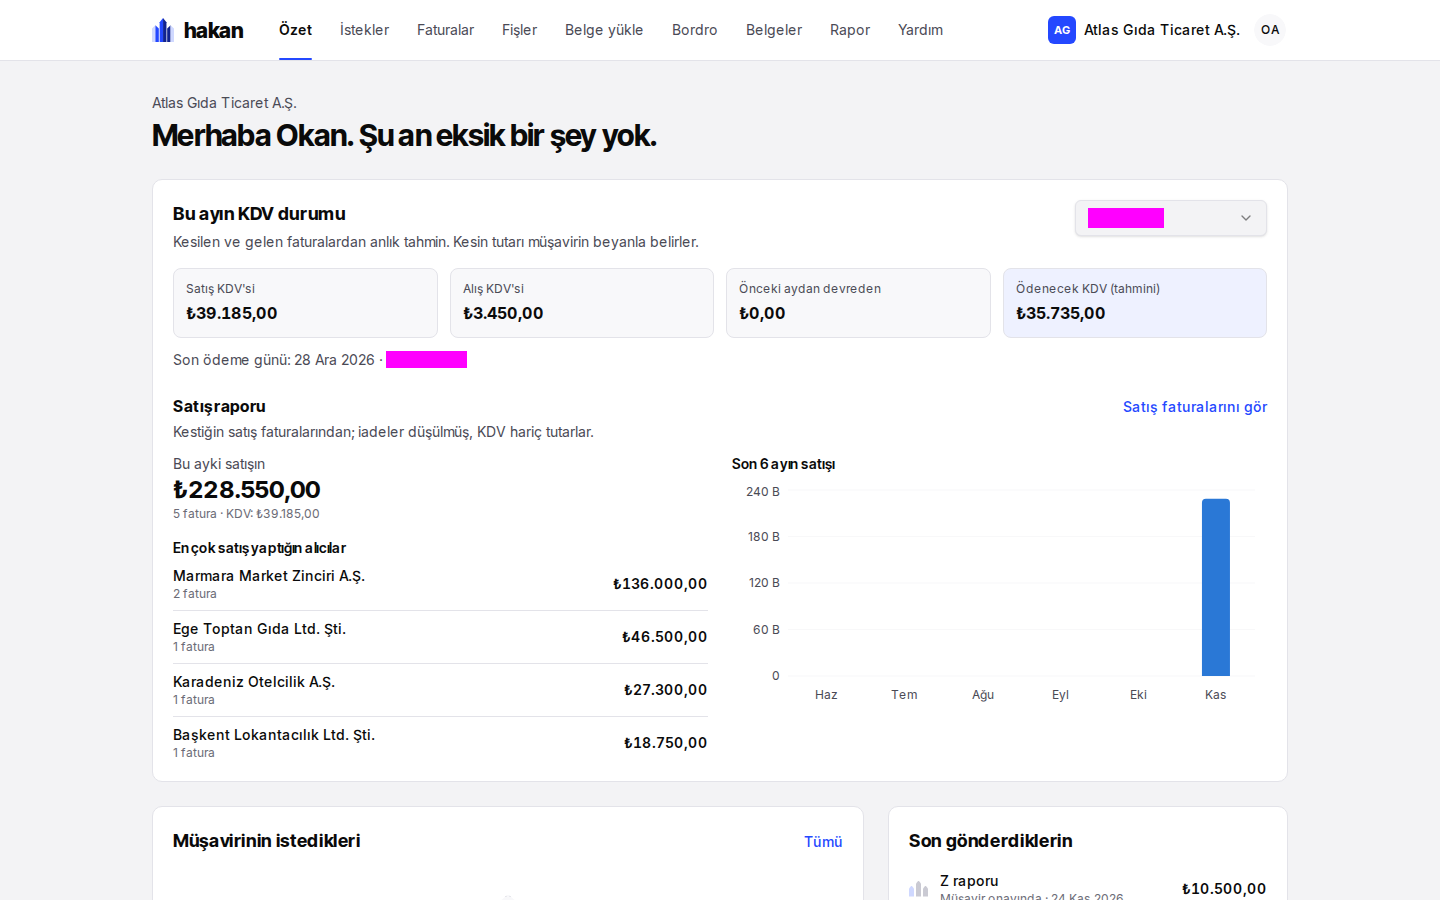 hakan Özet İstekler Faturalar Fişler Belge yükle Bordro Belgeler Rapor Yardım AG Atlas Gıda Ticaret A.Ş. OA
Atlas Gıda Ticaret A.Ş.
Merhaba Okan. Şu an eksik bir şey yok.
Bu ayın KDV durumu
Kesilen ve gelen faturalardan anlık tahmin. Kesin tutarı müşavirin beyanla belirler.
Satış KDV'si
₺39.185,00
Alış KDV'si
₺3.450,00
Önceki aydan devreden
₺0,00
Ödenecek KDV (tahmini)
₺35.735,00
Son ödeme günü: 28 Ara 2026 ·
Satış raporu
Satış faturalarını gör
Kestiğin satış faturalarından; iadeler düşülmüş, KDV hariç tutarlar.
Bu ayki satışın
₺228.550,00
5 fatura · KDV: ₺39.185,00
En çok satış yaptığın alıcılar
Marmara Market Zinciri A.Ş.
2 fatura
₺136.000,00
Ege Toptan Gıda Ltd. Şti.
1 fatura
₺46.500,00
Karadeniz Otelcilik A.Ş.
1 fatura
₺27.300,00
Başkent Lokantacılık Ltd. Şti.
1 fatura
₺18.750,00
Son 6 ayın satışı
240 B
180 B
120 B
60 B
0
Haz Tem Ağu Eyl Eki Kas
Müşavirinin istedikleri
Tümü
Son gönderdiklerin
Z raporu
Müşavir onayında · 24 Kas 2026
₺10.500,00